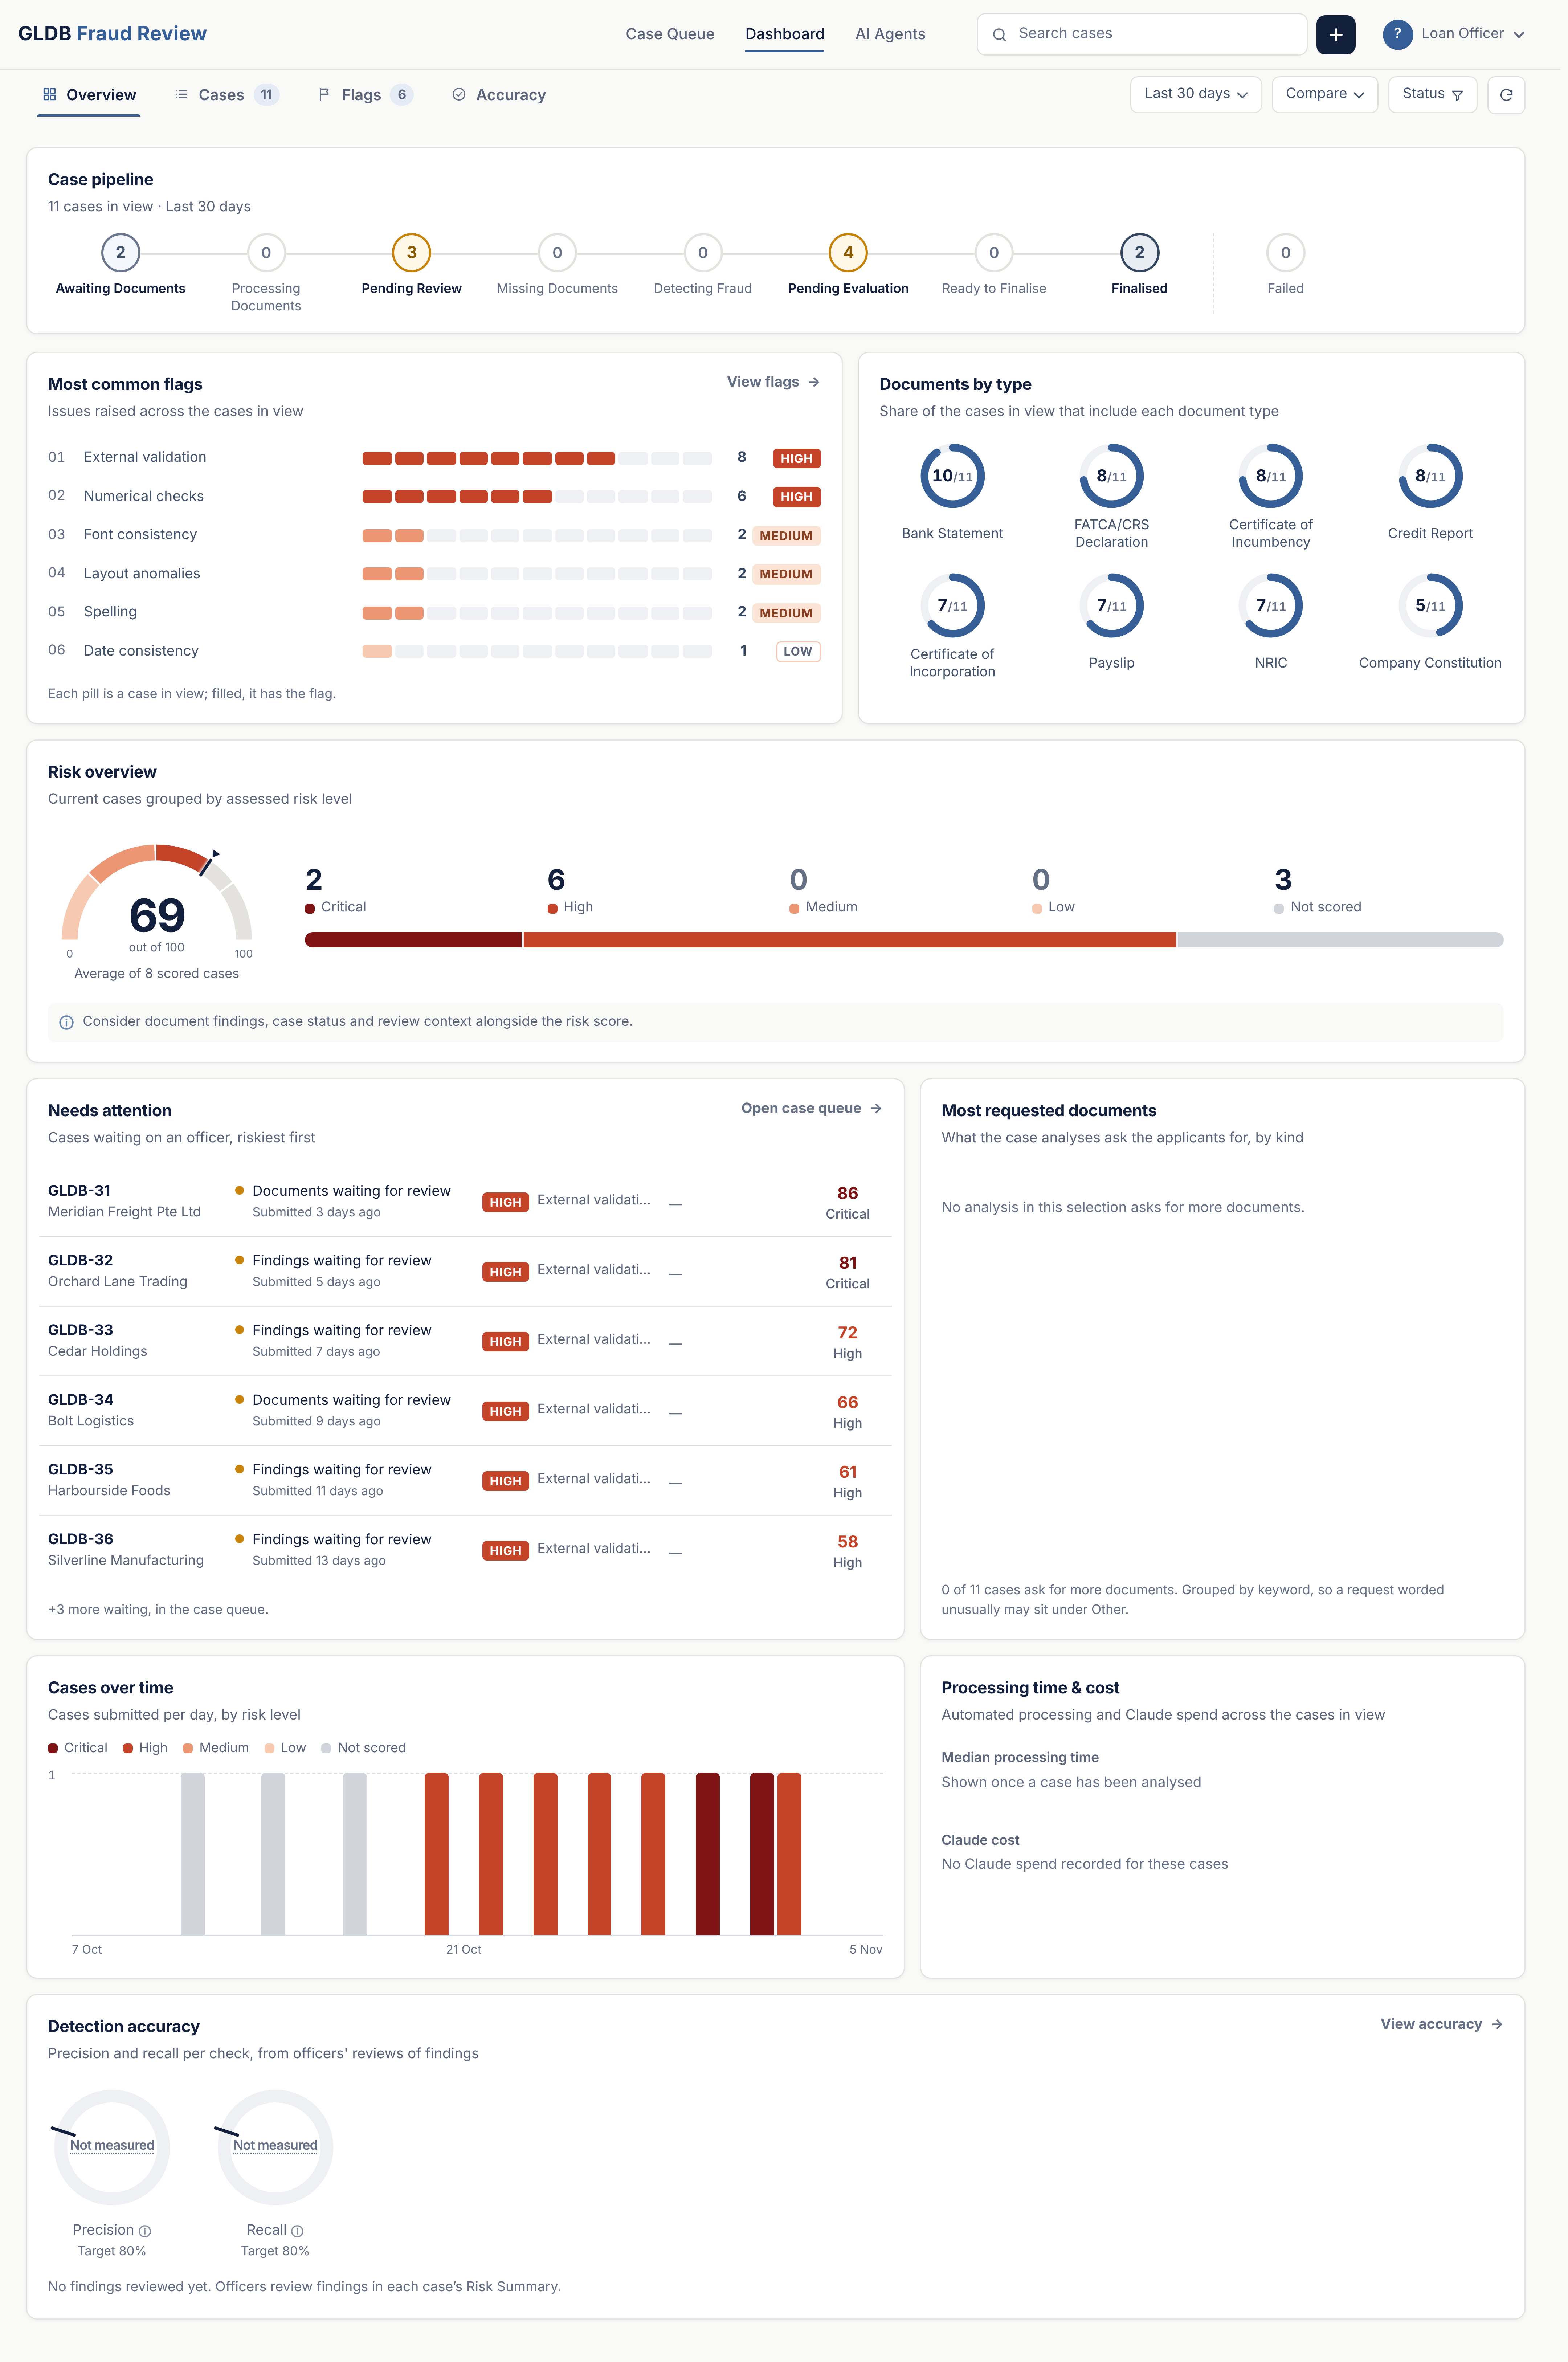 GLDB Fraud Review
Case Queue
Dashboard
AI Agents
Search cases
+
?
Loan Officer
Overview
Cases 11
Flags 6
Accuracy
Last 30 days
Compare
Status
Case pipeline
11 cases in view · Last 30 days
2
0
3
0
0
4
0
2
0
Awaiting Documents
Processing
Documents
Pending Review
Missing Documents
Detecting Fraud
Pending Evaluation
Ready to Finalise
Finalised
Failed
Most common flags
View flags →
Issues raised across the cases in view
01 External validation 8 HIGH
02 Numerical checks 6 HIGH
03 Font consistency 2 MEDIUM
04 Layout anomalies 2 MEDIUM
05 Spelling 2 MEDIUM
06 Date consistency 1 LOW
Each pill is a case in view; filled, it has the flag.
Documents by type
Share of the cases in view that include each document type
10/11
8/11
8/11
8/11
Bank Statement
FATCA/CRS
Declaration
Certificate of
Incumbency
Credit Report
7/11
7/11
7/11
5/11
Certificate of
Incorporation
Payslip
NRIC
Company Constitution
Risk overview
Current cases grouped by assessed risk level
69
out of 100
0
100
Average of 8 scored cases
2
Critical
6
High
0
Medium
0
Low
3
Not scored
Consider document findings, case status and review context alongside the risk score.
Needs attention
Open case queue →
Cases waiting on an officer, riskiest first
GLDB-31
Meridian Freight Pte Ltd
Documents waiting for review
Submitted 3 days ago
HIGH External validati... —
86
Critical
GLDB-32
Orchard Lane Trading
Findings waiting for review
Submitted 5 days ago
HIGH External validati... —
81
Critical
GLDB-33
Cedar Holdings
Findings waiting for review
Submitted 7 days ago
HIGH External validati... —
72
High
GLDB-34
Bolt Logistics
Documents waiting for review
Submitted 9 days ago
HIGH External validati... —
66
High
GLDB-35
Harbourside Foods
Findings waiting for review
Submitted 11 days ago
HIGH External validati... —
61
High
GLDB-36
Silverline Manufacturing
Findings waiting for review
Submitted 13 days ago
HIGH External validati... —
58
High
+3 more waiting, in the case queue.
Most requested documents
What the case analyses ask the applicants for, by kind
No analysis in this selection asks for more documents.
0 of 11 cases ask for more documents. Grouped by keyword, so a request worded
unusually may sit under Other.
Cases over time
Cases submitted per day, by risk level
Critical
High
Medium
Low
Not scored
1
7 Oct
21 Oct
5 Nov
Processing time & cost
Automated processing and Claude spend across the cases in view
Median processing time
Shown once a case has been analysed
Claude cost
No Claude spend recorded for these cases
Detection accuracy
View accuracy →
Precision and recall per check, from officers' reviews of findings
Not measured
Not measured
Precision
Target 80%
Recall
Target 80%
No findings reviewed yet. Officers review findings in each case’s Risk Summary.